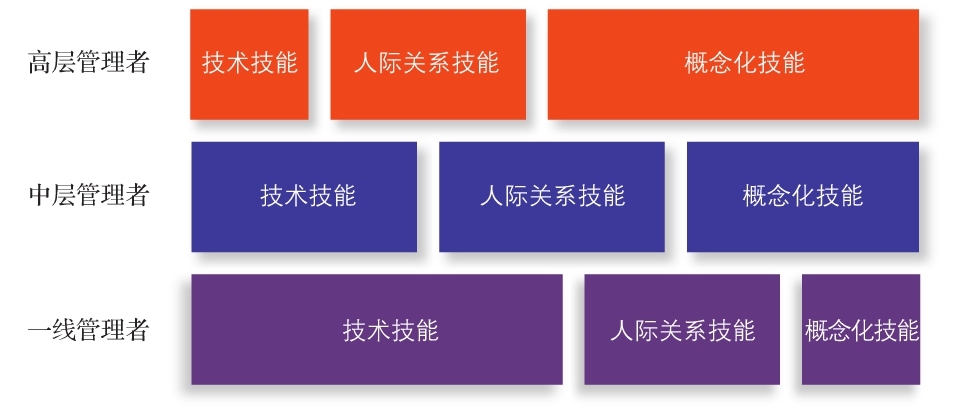 高层管理者 技术技能 人际关系技能 概念化技能
中层管理者 技术技能 人际关系技能 概念化技能
一线管理者 技术技能 人际关系技能 概念化技能